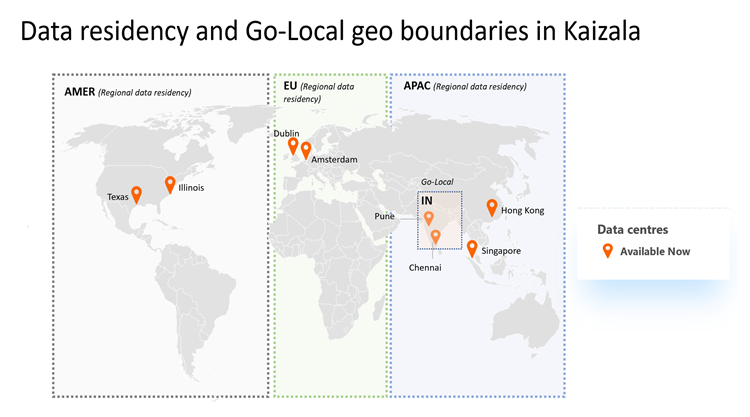 Data residency and Go-Local geo boundaries in Kaizala
AMER (Regional data residency)
EU (Regional data
residency)
APAC (Regional data residency)
Dublin
Amsterdam
Texas
Illinois
Go-Local
IN
Pune
Chennai
Hong Kong
Singapore
Data centres
Available Now